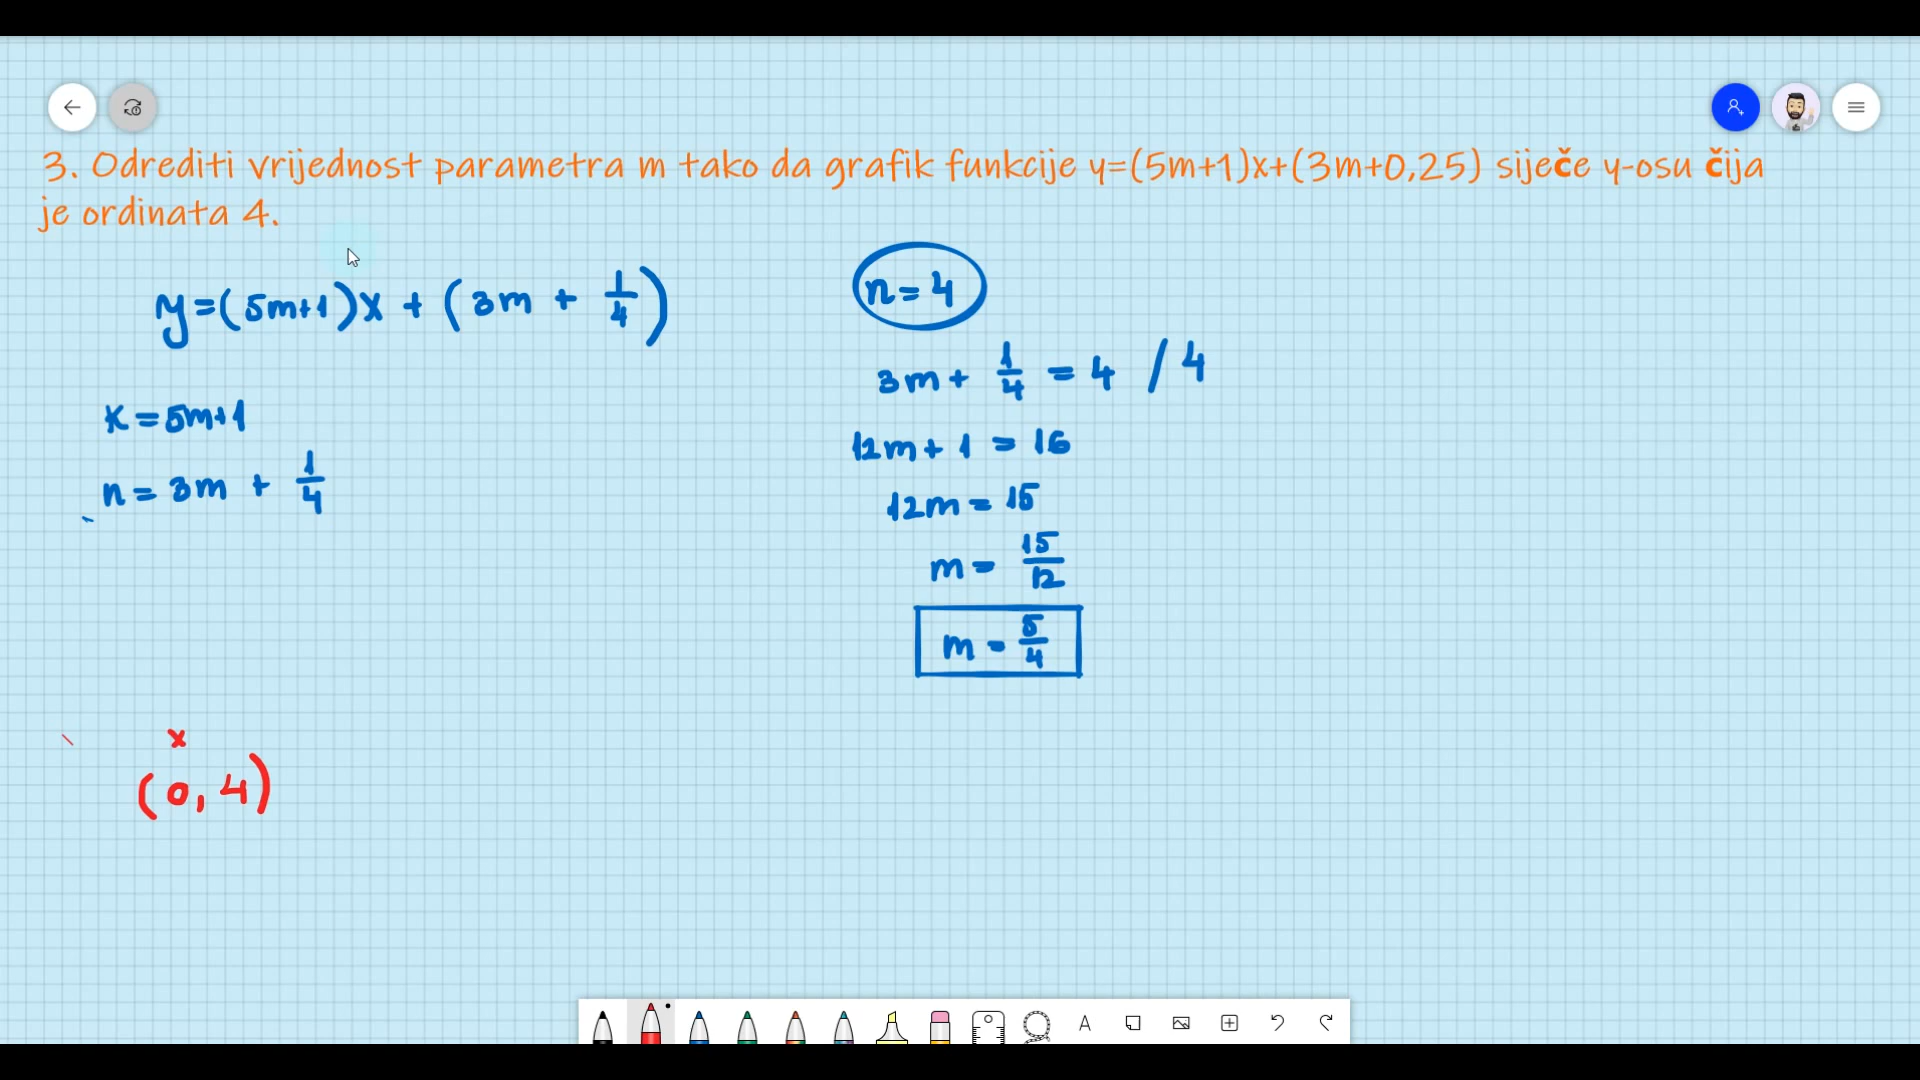 3. Odrediti vrijednost parametra m tako da grafik funkcije y=(5m+1)x+(3m+0,25) siječe y-osu čija
je ordinata 4.
y=(5m+1)x + (3m + 1/4)
k=5m+1
n = 3m + 1/4
n=4
3m + 1/4 = 4 / 4
12m + 1 = 16
12m = 15
m = 15/12
m = 5/4
x
(0, 4)